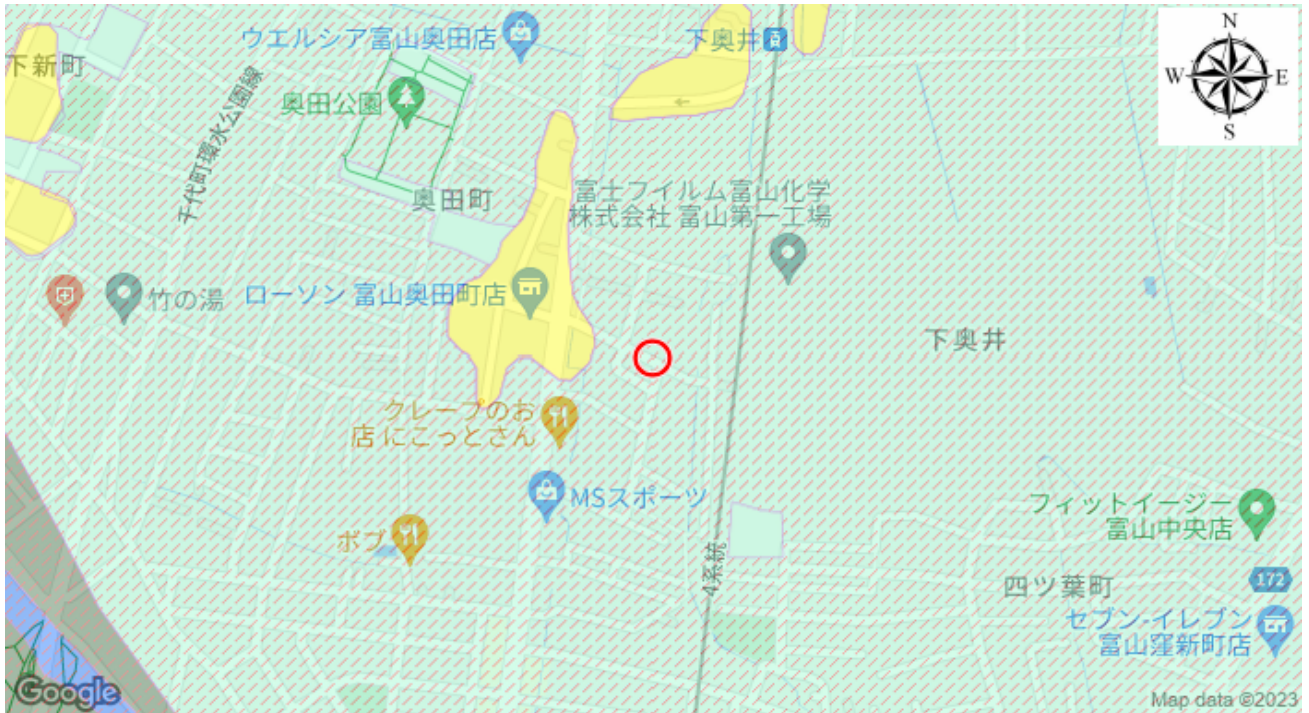 ウエルシア富山奥田店
下奥井
N
W
E
S
下新町
奥田公園
千代町環水公園線
奥田町
富士フイルム富山化学
株式会社 富山第一工場
竹の湯
ローソン 富山奥田町店
下奥井
クレープのお
店 にこっとさん
MSスポーツ
ボブ
4系統
フィットイージー
富山中央店
四ツ葉町
172
セブン-イレブン
富山窪新町店
Google
Map data ©2023